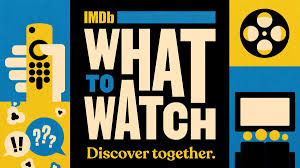 IMDb
WHAT
TO
WATCH
Discover together.
!!
???